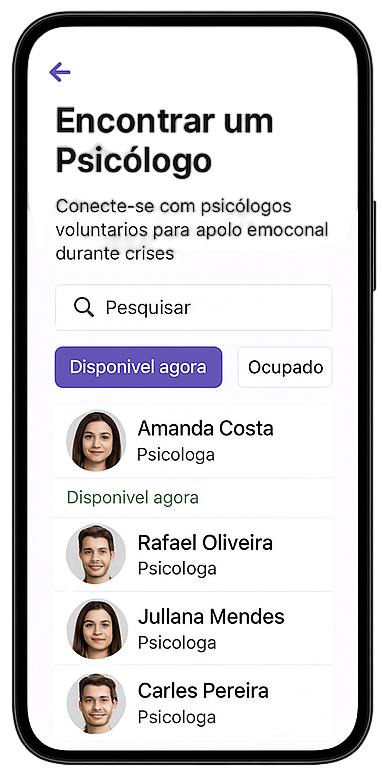 Encontrar um
Psicólogo
Conecte-se com psicólogos
voluntarios para apolo emoconal
durante crises
Pesquisar
Disponivel agora
Ocupado
Amanda Costa
Psicologa
Disponivel agora
Rafael Oliveira
Psicologa
Jullana Mendes
Psicologa
Carles Pereira
Psicologa